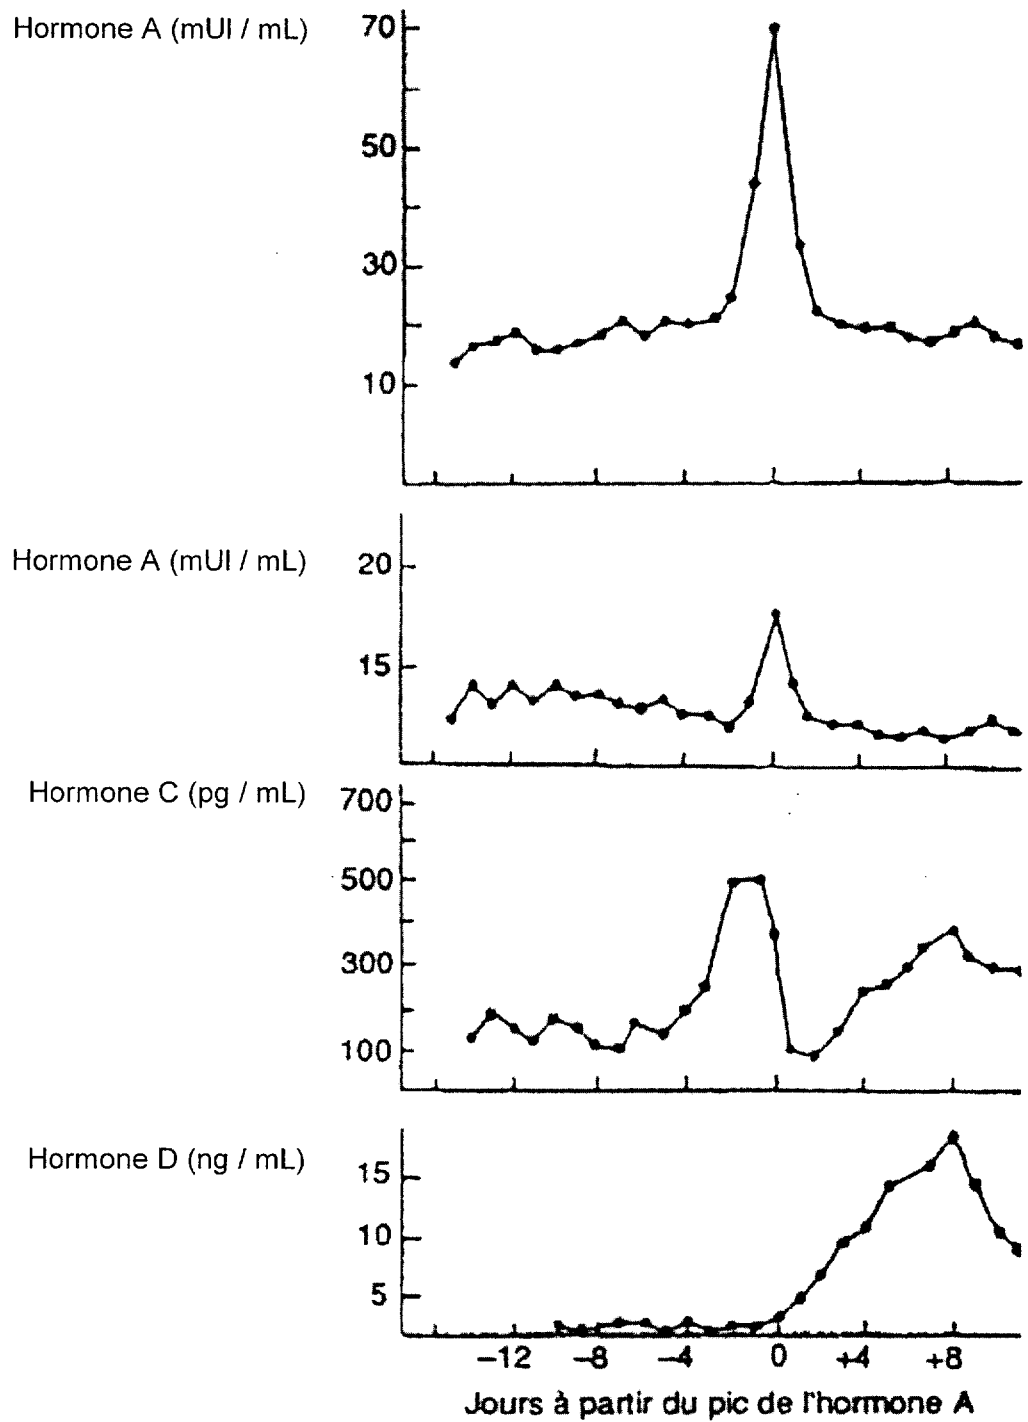 Hormone A (mUI / mL)
70
50
30
10
Hormone A (mUI / mL)
20
15
Hormone C (pg / mL)
700
500
300
100
Hormone D (ng / mL)
15
10
5
−12 −8 −4 0 +4 +8
Jours à partir du pic de l'hormone A